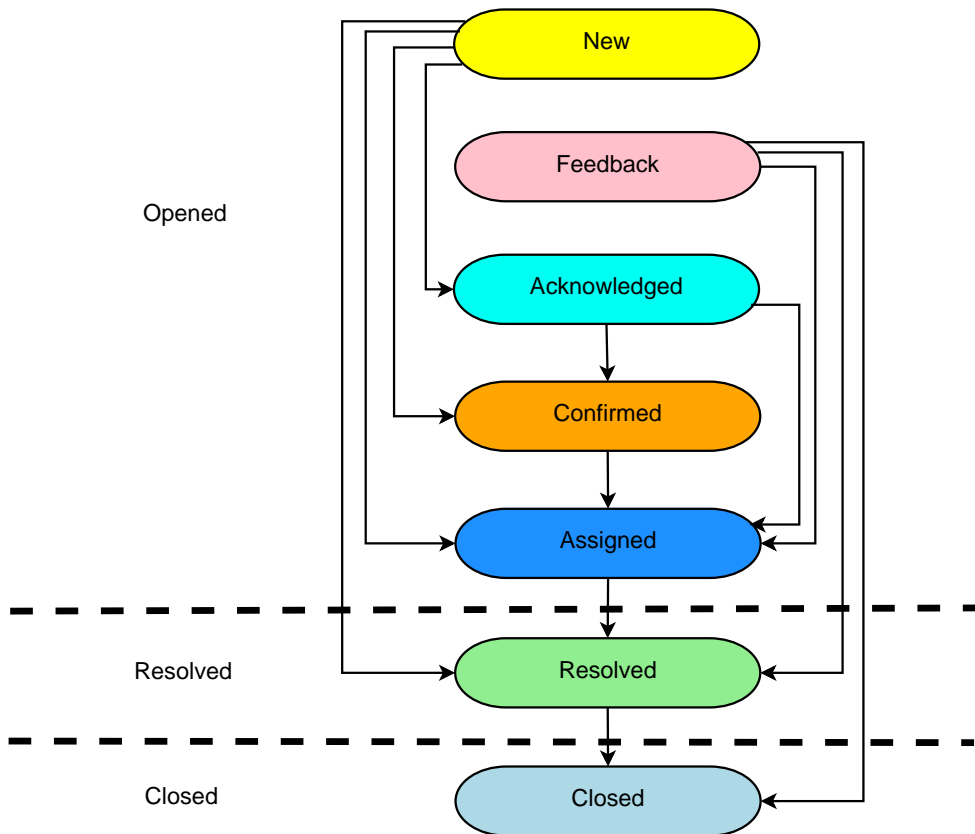 New
Feedback
Opened
Acknowledged
Confirmed
Assigned
Resolved
Resolved
Closed
Closed